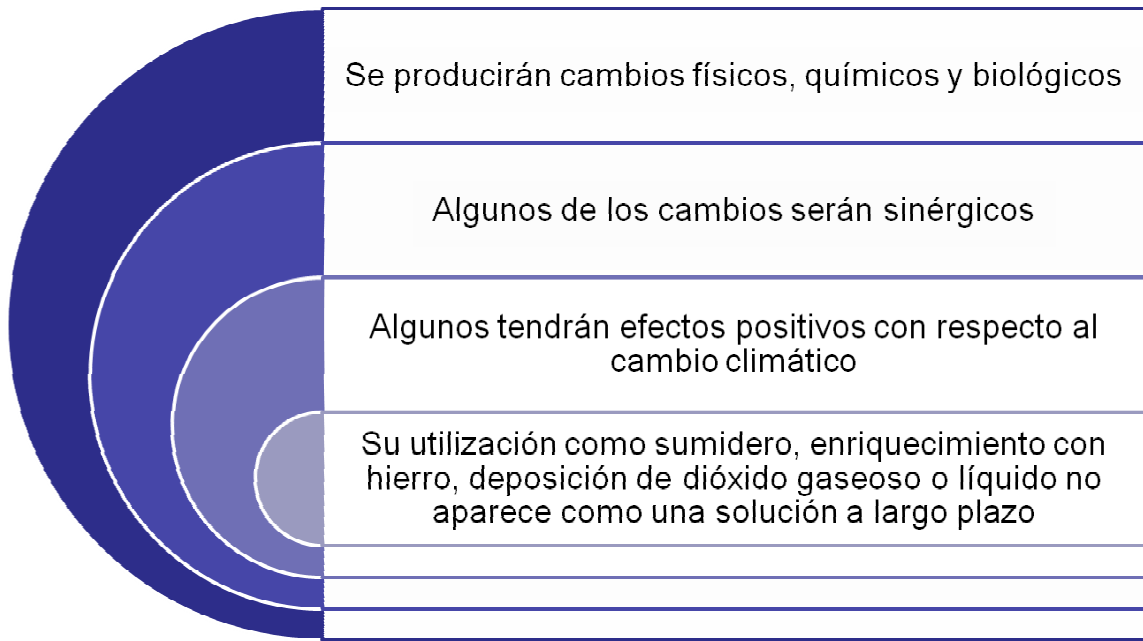 Se producirán cambios físicos, químicos y biológicos
Algunos de los cambios serán sinérgicos
Algunos tendrán efectos positivos con respecto al
cambio climático
Su utilización como sumidero, enriquecimiento con
hierro, deposición de dióxido gaseoso o líquido no
aparece como una solución a largo plazo